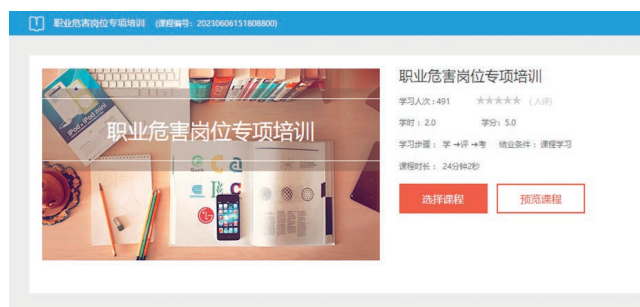 职业危害岗位专项培训 (课程编号: 20230606151808800)
职业危害岗位专项培训
iPod · iPod mini
职业危害岗位专项培训
学习人次 : 491 ★★★★★ (人评)
学时 : 2.0 学分: 5.0
学习步骤 : 学 →评 →考 结业条件 : 课程学习
课程时长 : 24分钟2秒
选择课程 预览课程
LG